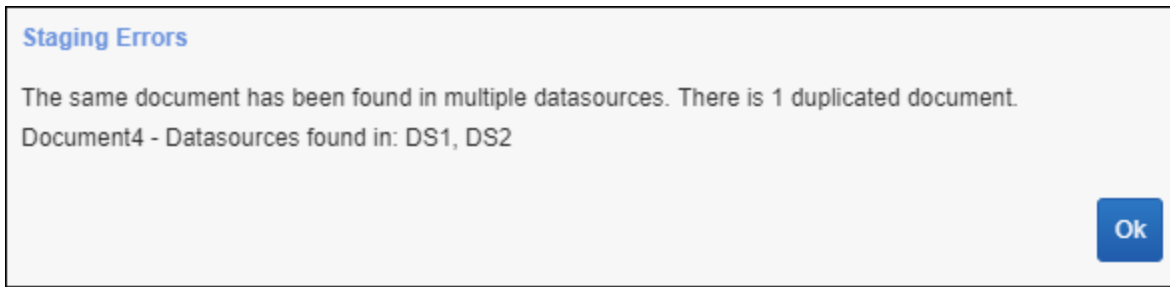 Staging Errors
The same document has been found in multiple datasources. There is 1 duplicated document.
Document4 - Datasources found in: DS1, DS2
Ok